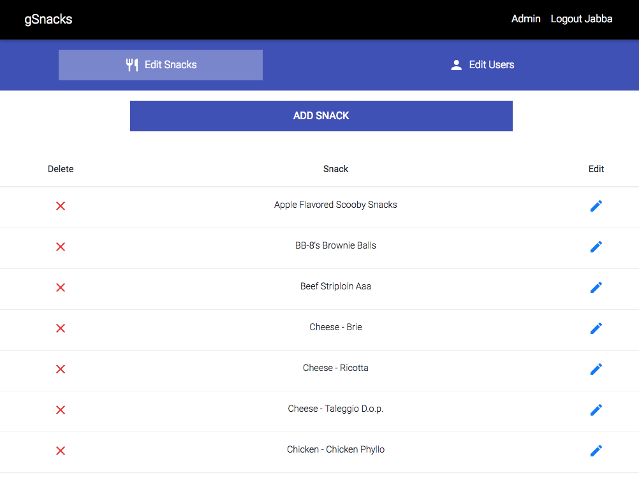 gSnacks Admin Logout Jabba
Edit Snacks Edit Users
ADD SNACK
Delete Snack Edit
Apple Flavored Scooby Snacks
BB-8's Brownie Balls
Beef Striploin Aaa
Cheese - Brie
Cheese - Ricotta
Cheese - Taleggio D.o.p.
Chicken - Chicken Phyllo